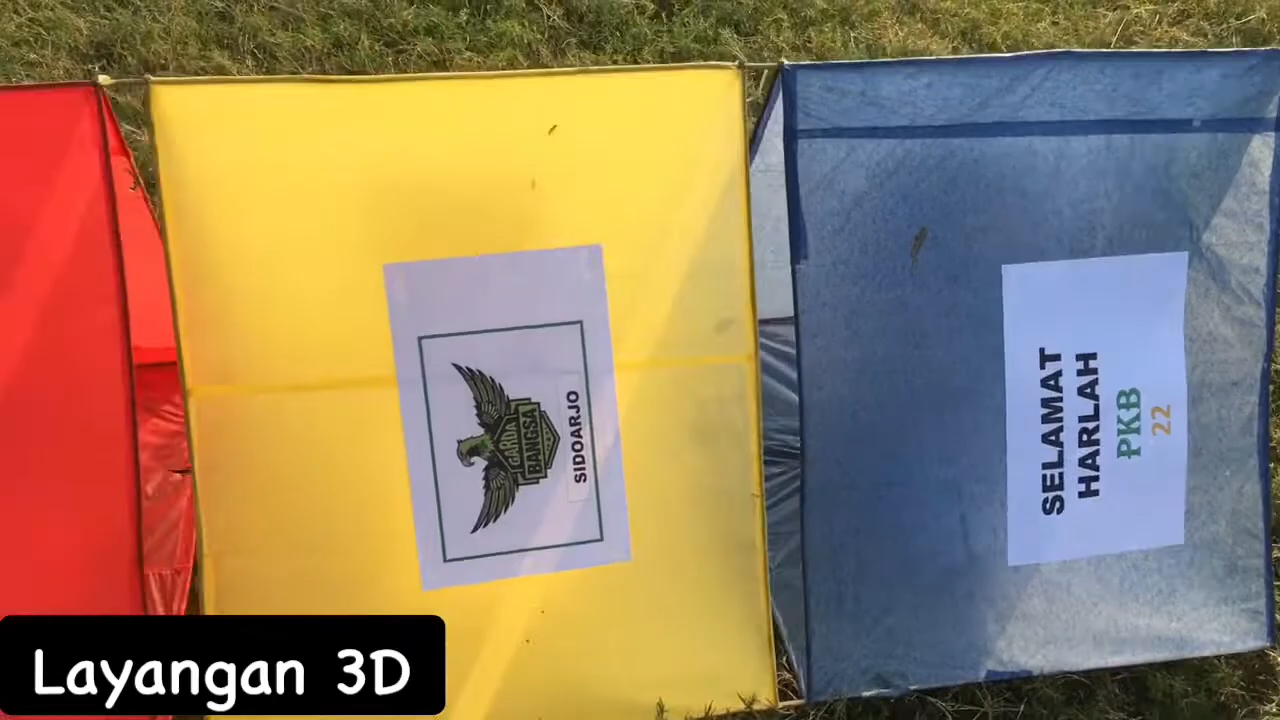 GARDA
BANGSA
SIDOARJO
SELAMAT
HARLAH
PKB
22
Layangan 3D